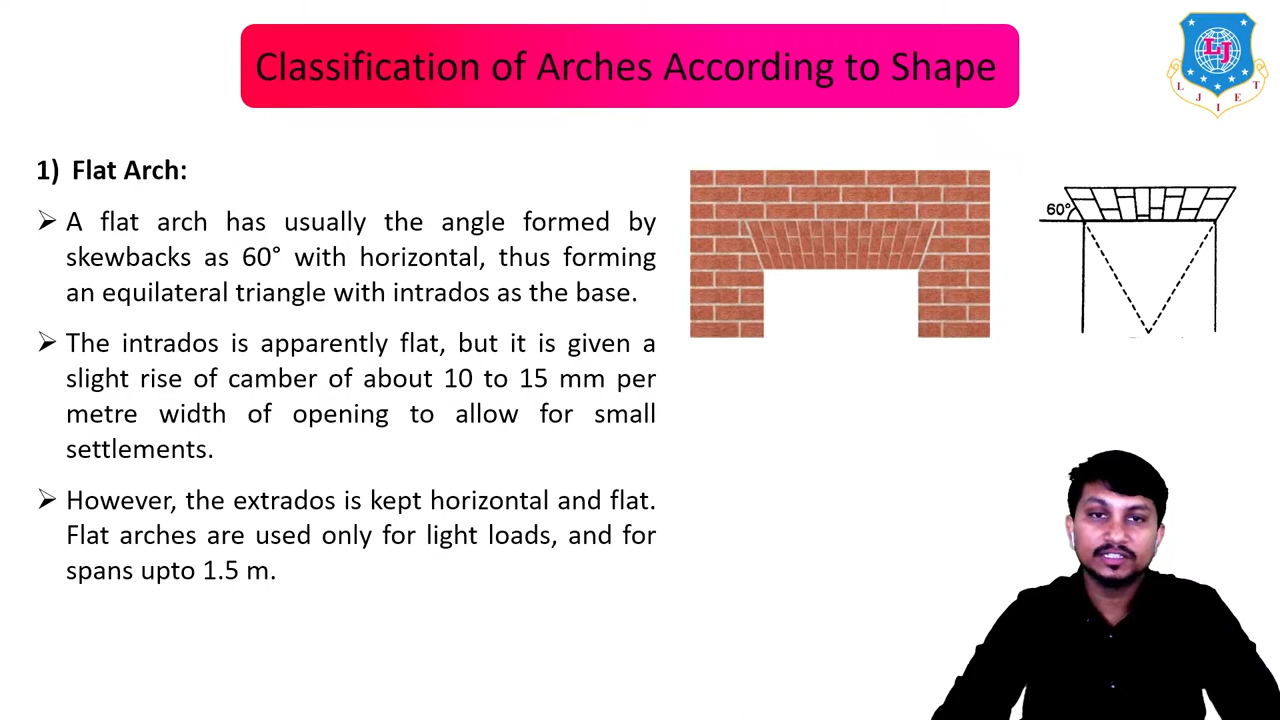 Classification of Arches According to Shape
LJ
L J I E T
1) Flat Arch:
➢ A flat arch has usually the angle formed by
skewbacks as 60° with horizontal, thus forming
an equilateral triangle with intrados as the base.
➢ The intrados is apparently flat, but it is given a
slight rise of camber of about 10 to 15 mm per
metre width of opening to allow for small
settlements.
➢ However, the extrados is kept horizontal and flat.
Flat arches are used only for light loads, and for
spans upto 1.5 m.
60°